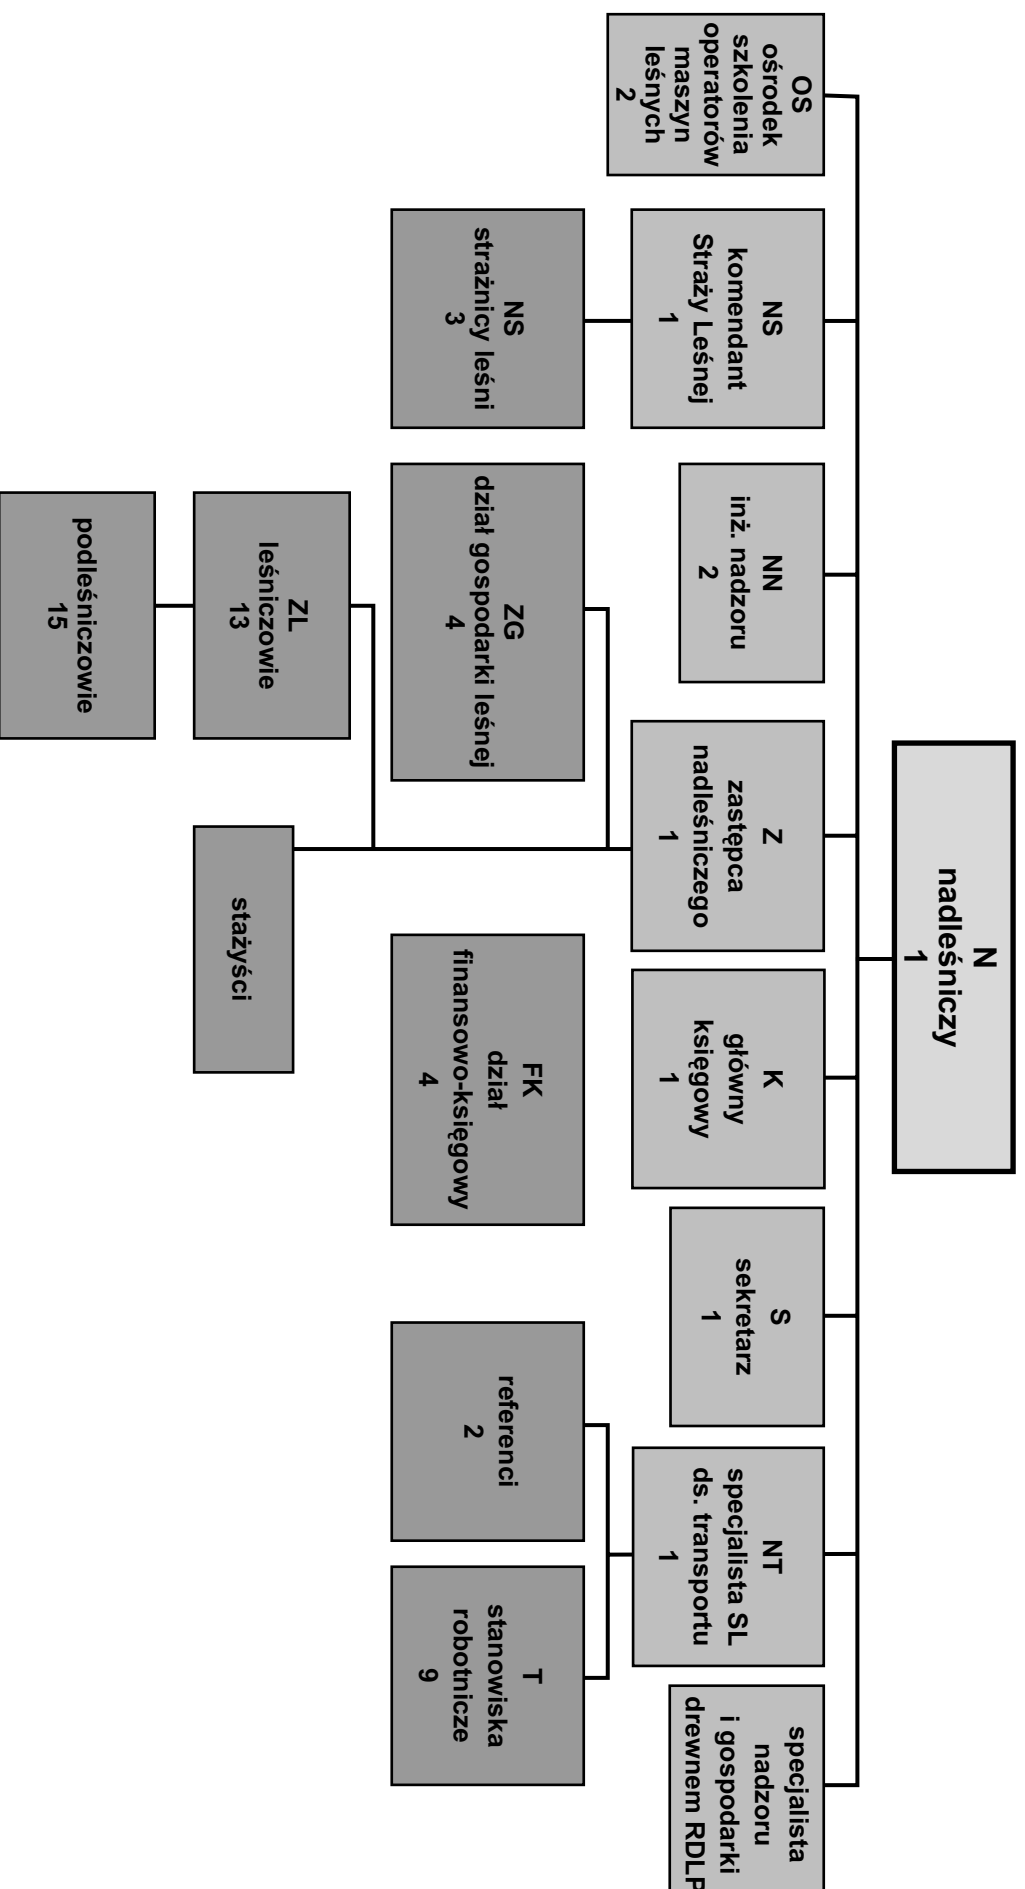 N
nadleśniczy
1
OS
ośrodek
szkolenia
operatorów
maszyn
leśnych
2
NS
komendant
Straży Leśnej
1
NN
inż. nadzoru
2
Z
zastępca
nadleśniczego
1
K
główny
księgowy
1
S
sekretarz
1
NT
specjalista SL
ds. transportu
1
specjalista
nadzoru
i gospodarki
drewnem RDLP
NS
strażnicy leśni
3
ZG
dział gospodarki leśnej
4
FK
dział
finansowo-księgowy
4
referenci
2
T
stanowiska
robotnicze
9
ZL
leśniczowie
13
stażyści
podleśniczowie
15